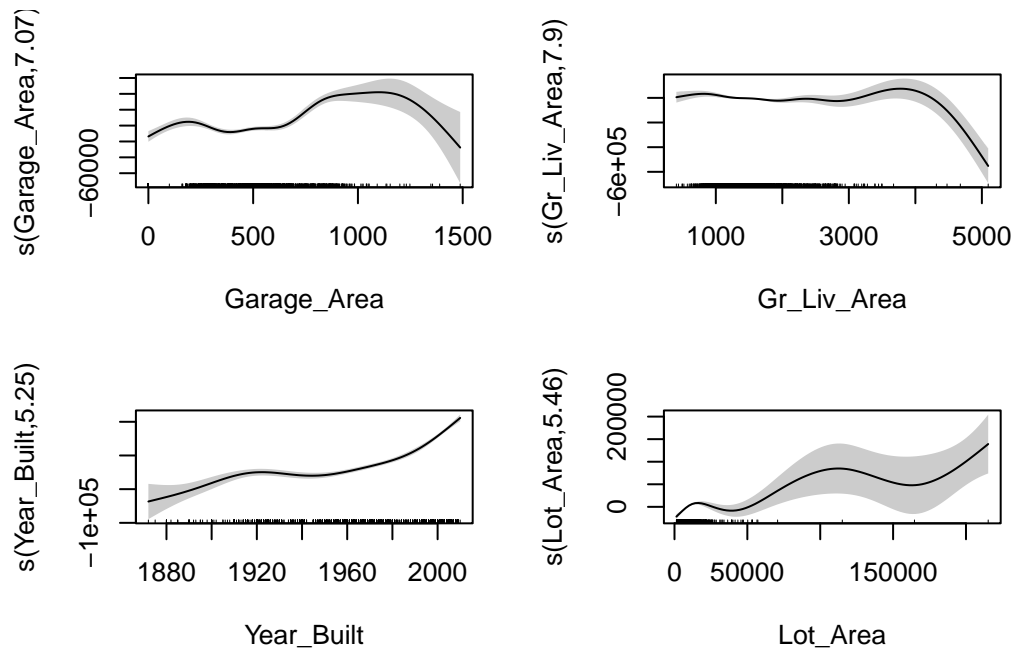 s(Garage_Area,7.07)
−60000
0 500 1000 1500
Garage_Area
s(Gr_Liv_Area,7.9)
−6e+05
1000 3000 5000
Gr_Liv_Area
s(Year_Built,5.25)
−1e+05
1880 1920 1960 2000
Year_Built
s(Lot_Area,5.46)
0 200000
0 50000 150000
Lot_Area